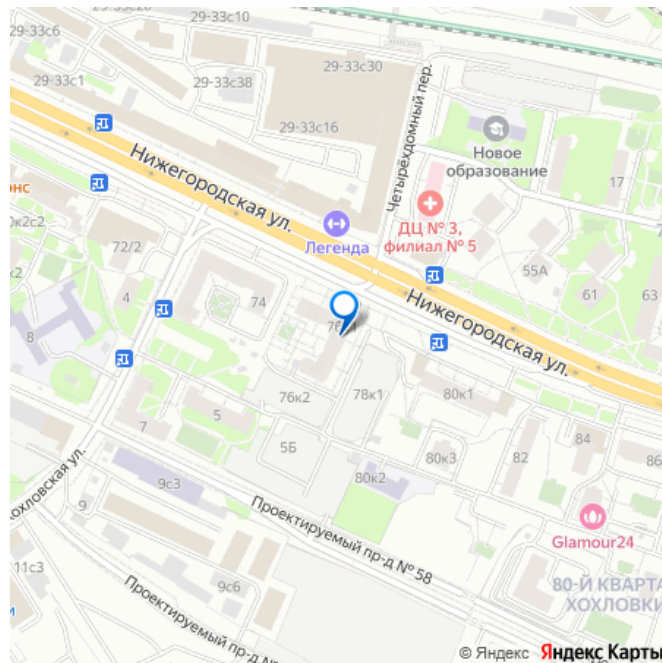 29-33с10
29-33с6
29-33с20
29-33с30
29-33с38
29-33с1
29-33с16
Четырёхдомный пер.
Новое
образование
17
Нижегородская ул.
Легенда
ДЦ № 3,
филиал № 5
72/2
4
74
8
55А
61
63
Нижегородская ул.
76к2
78к1
80к1
7
5
5Б
80к3
82
84
86
80к2
9с3
9
Хохловская ул.
Проектируемый пр-д № 58
Glamour24
11с3
9с6
Проектируемый пр-д №
80-Й КВАРТА
ХОХЛОВКИ
© Яндекс Яндекс Карты